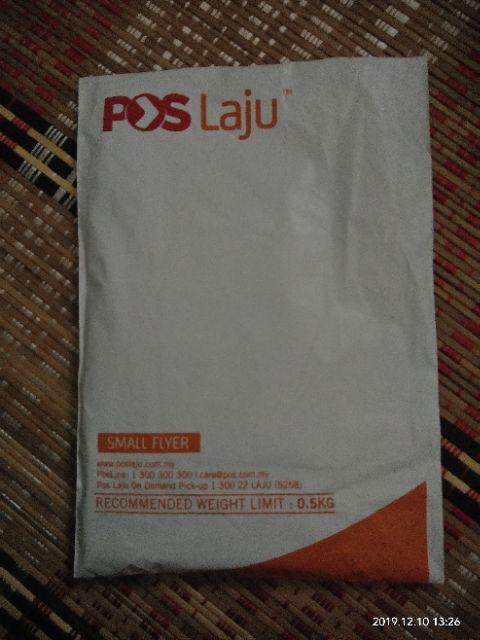 POS Laju™
SMALL FLYER
www.poslaju.com.my
PosLine: 1 300 300 300 | care@pos.com.my
Pos Laju On Demand Pick-up 1 300 22 LAJU (5258)
RECOMMENDED WEIGHT LIMIT : 0.5KG
2019.12.10 13:26